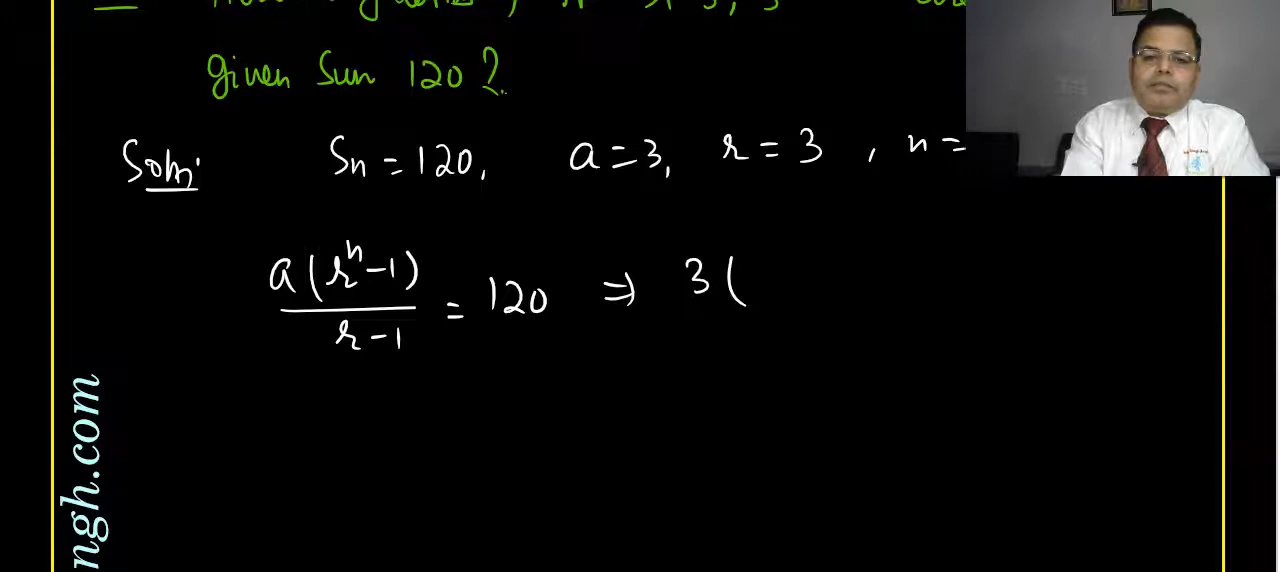 given Sum 120 ?
Soln: Sn = 120, a = 3, r = 3 , n =
a(r^n - 1) / r - 1 = 120 ⇒ 3 (
ngh.com